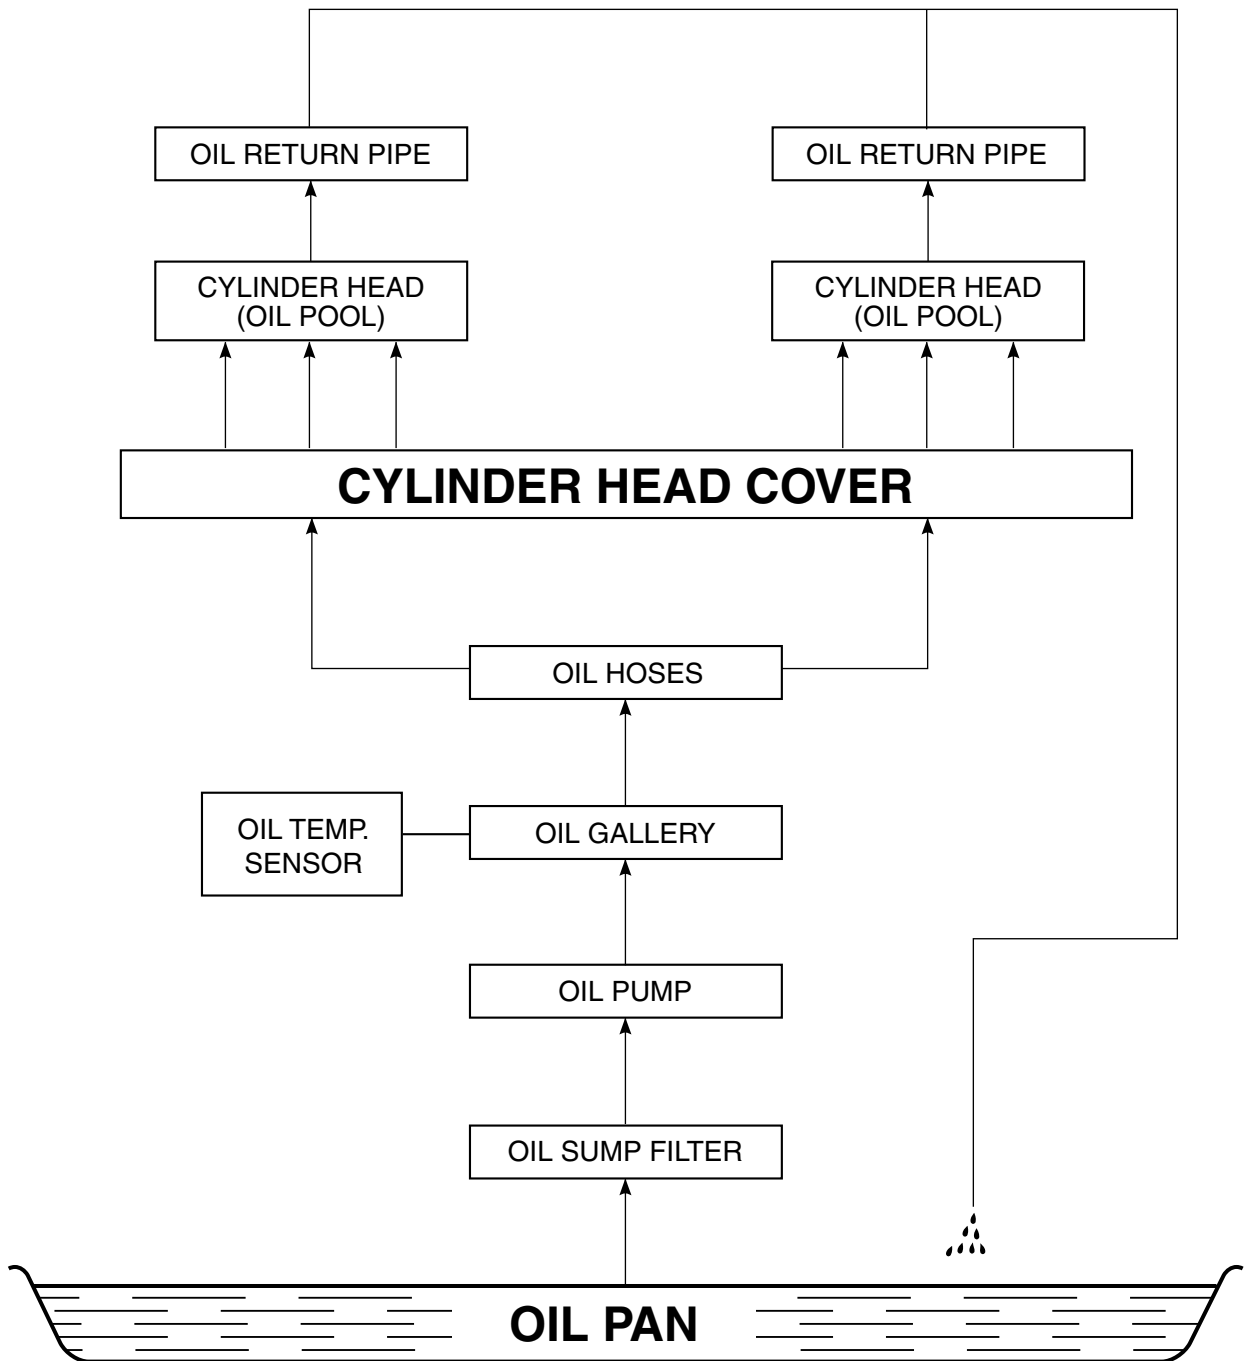 OIL RETURN PIPE
OIL RETURN PIPE
CYLINDER HEAD
(OIL POOL)
CYLINDER HEAD
(OIL POOL)
CYLINDER HEAD COVER
OIL HOSES
OIL TEMP.
SENSOR
OIL GALLERY
OIL PUMP
OIL SUMP FILTER
OIL PAN